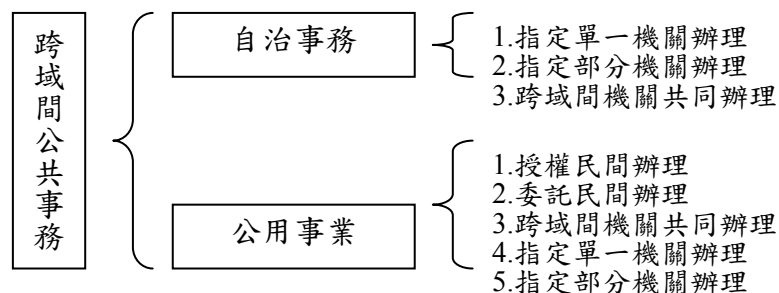 跨域間公共事務
自治事務
1.指定單一機關辦理
2.指定部分機關辦理
3.跨域間機關共同辦理
公用事業
1.授權民間辦理
2.委託民間辦理
3.跨域間機關共同辦理
4.指定單一機關辦理
5.指定部分機關辦理